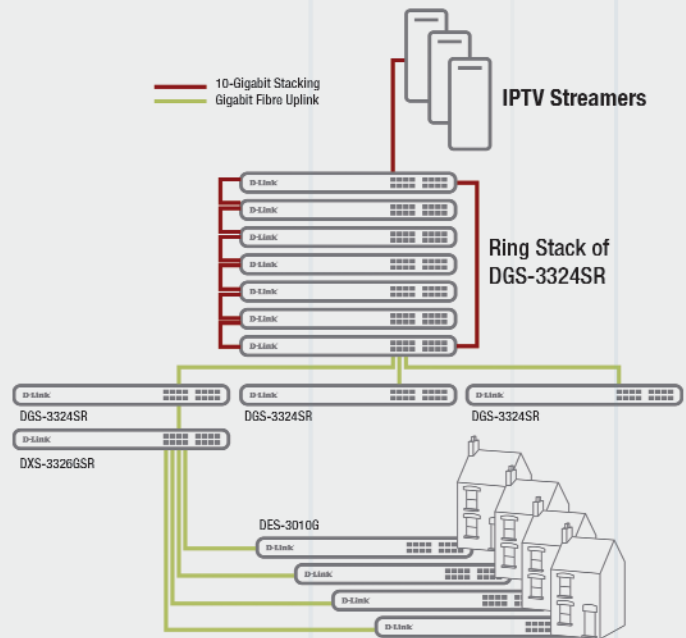 10-Gigabit Stacking
Gigabit Fibre Uplink
IPTV Streamers
D-Link
D-Link
D-Link
D-Link
D-Link
D-Link
D-Link
Ring Stack of
DGS-3324SR
D-Link
D-Link
D-Link
DGS-3324SR
DGS-3324SR
DGS-3324SR
D-Link
DXS-3326GSR
DES-3010G
D-Link
D-Link
D-Link
D-Link